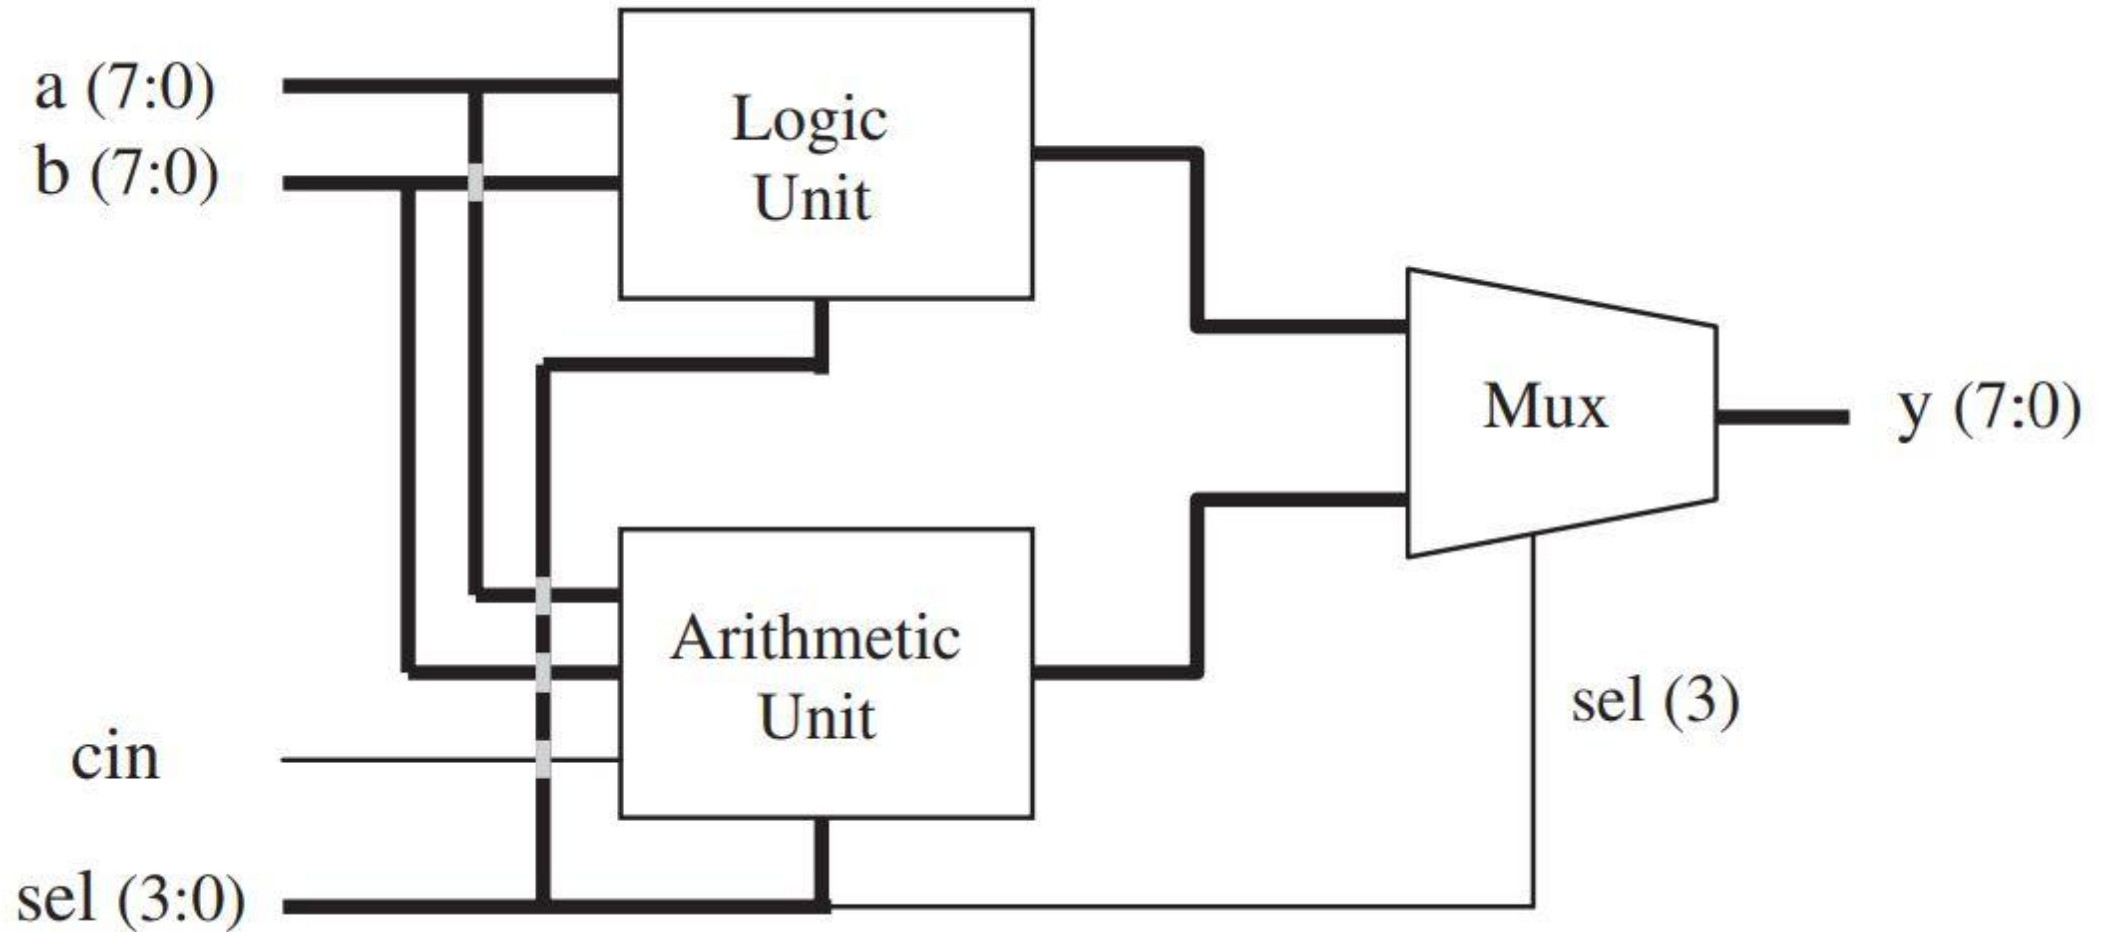 a (7:0)
b (7:0)
Logic
Unit
Mux
y (7:0)
Arithmetic
Unit
sel (3)
cin
sel (3:0)